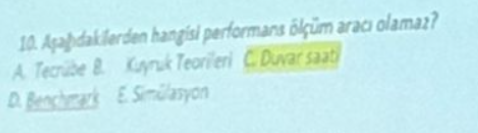 10. Aşağıdakilerden hangisi performans ölçüm aracı olamaz?
A. Tecrübe B. Kuyruk Teorileri C. Duvar saati
D. Benchmark E. Simülasyon